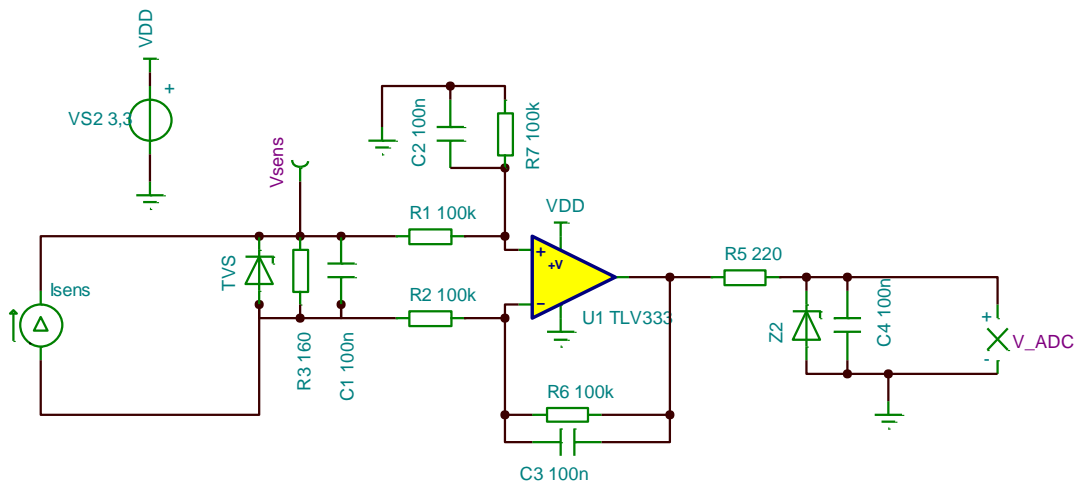 VDD
+
VS2 3,3
Vsens
C2 100n
R7 100k
R1 100k
VDD
Isens
TVS
R3 160
C1 100n
R2 100k
+
+V
−
U1 TLV333
R5 220
Z2
C4 100n
+
V_ADC
-
R6 100k
C3 100n